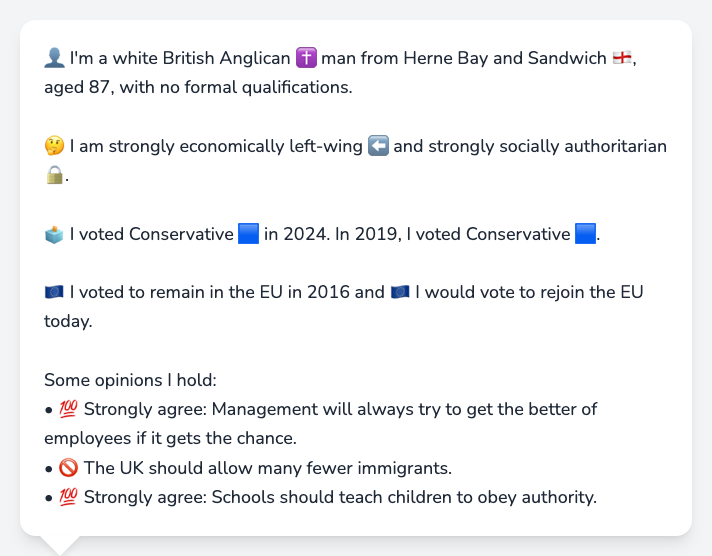 👤 I'm a white British Anglican ✝️ man from Herne Bay and Sandwich 🏴󠁧󠁢󠁥󠁮󠁧󠁿,
aged 87, with no formal qualifications.
🤔 I am strongly economically left-wing ⬅️ and strongly socially authoritarian
🔒.
🗳️ I voted Conservative 🟦 in 2024. In 2019, I voted Conservative 🟦.
🇪🇺 I voted to remain in the EU in 2016 and 🇪🇺 I would vote to rejoin the EU
today.
Some opinions I hold:
• 💯 Strongly agree: Management will always try to get the better of
employees if it gets the chance.
• 🚫 The UK should allow many fewer immigrants.
• 💯 Strongly agree: Schools should teach children to obey authority.